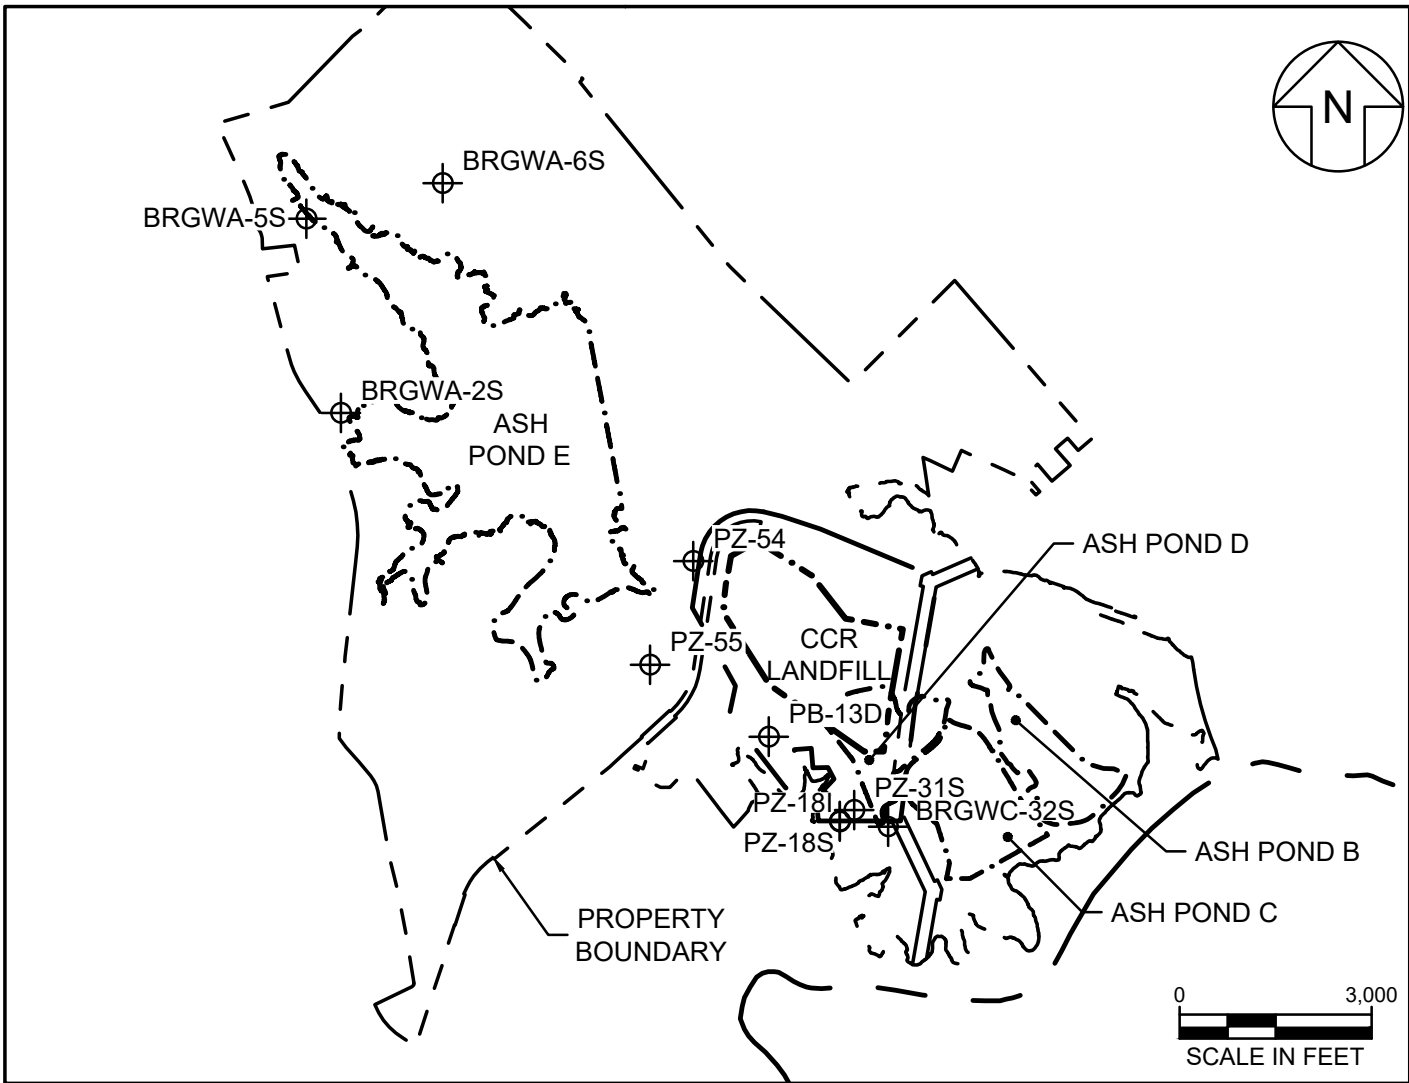 N
BRGWA-6S
BRGWA-5S
BRGWA-2S
ASH
POND E
PZ-54
ASH POND D
PZ-55
CCR
LANDFILL
PB-13D
PZ-31S
PZ-18I
BRGWC-32S
PZ-18S
ASH POND B
ASH POND C
PROPERTY
BOUNDARY
0 3,000
SCALE IN FEET